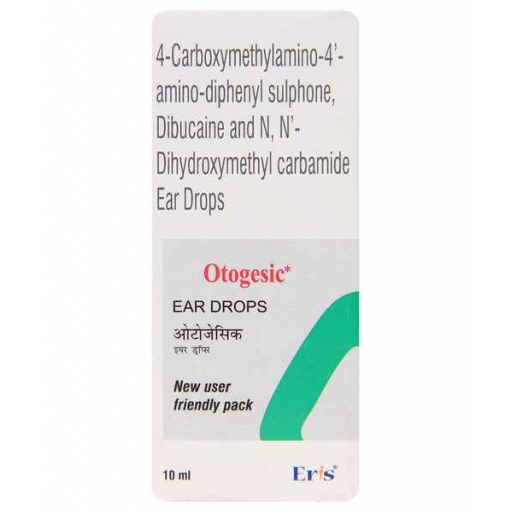 4-Carboxymethylamino-4'-
amino-diphenyl sulphone,
Dibucaine and N, N'-
Dihydroxymethyl carbamide
Ear Drops
Otogesic*
EAR DROPS
ओटोजेसिक
इयर ड्रॉप्स
New user
friendly pack
10 ml
Eris®